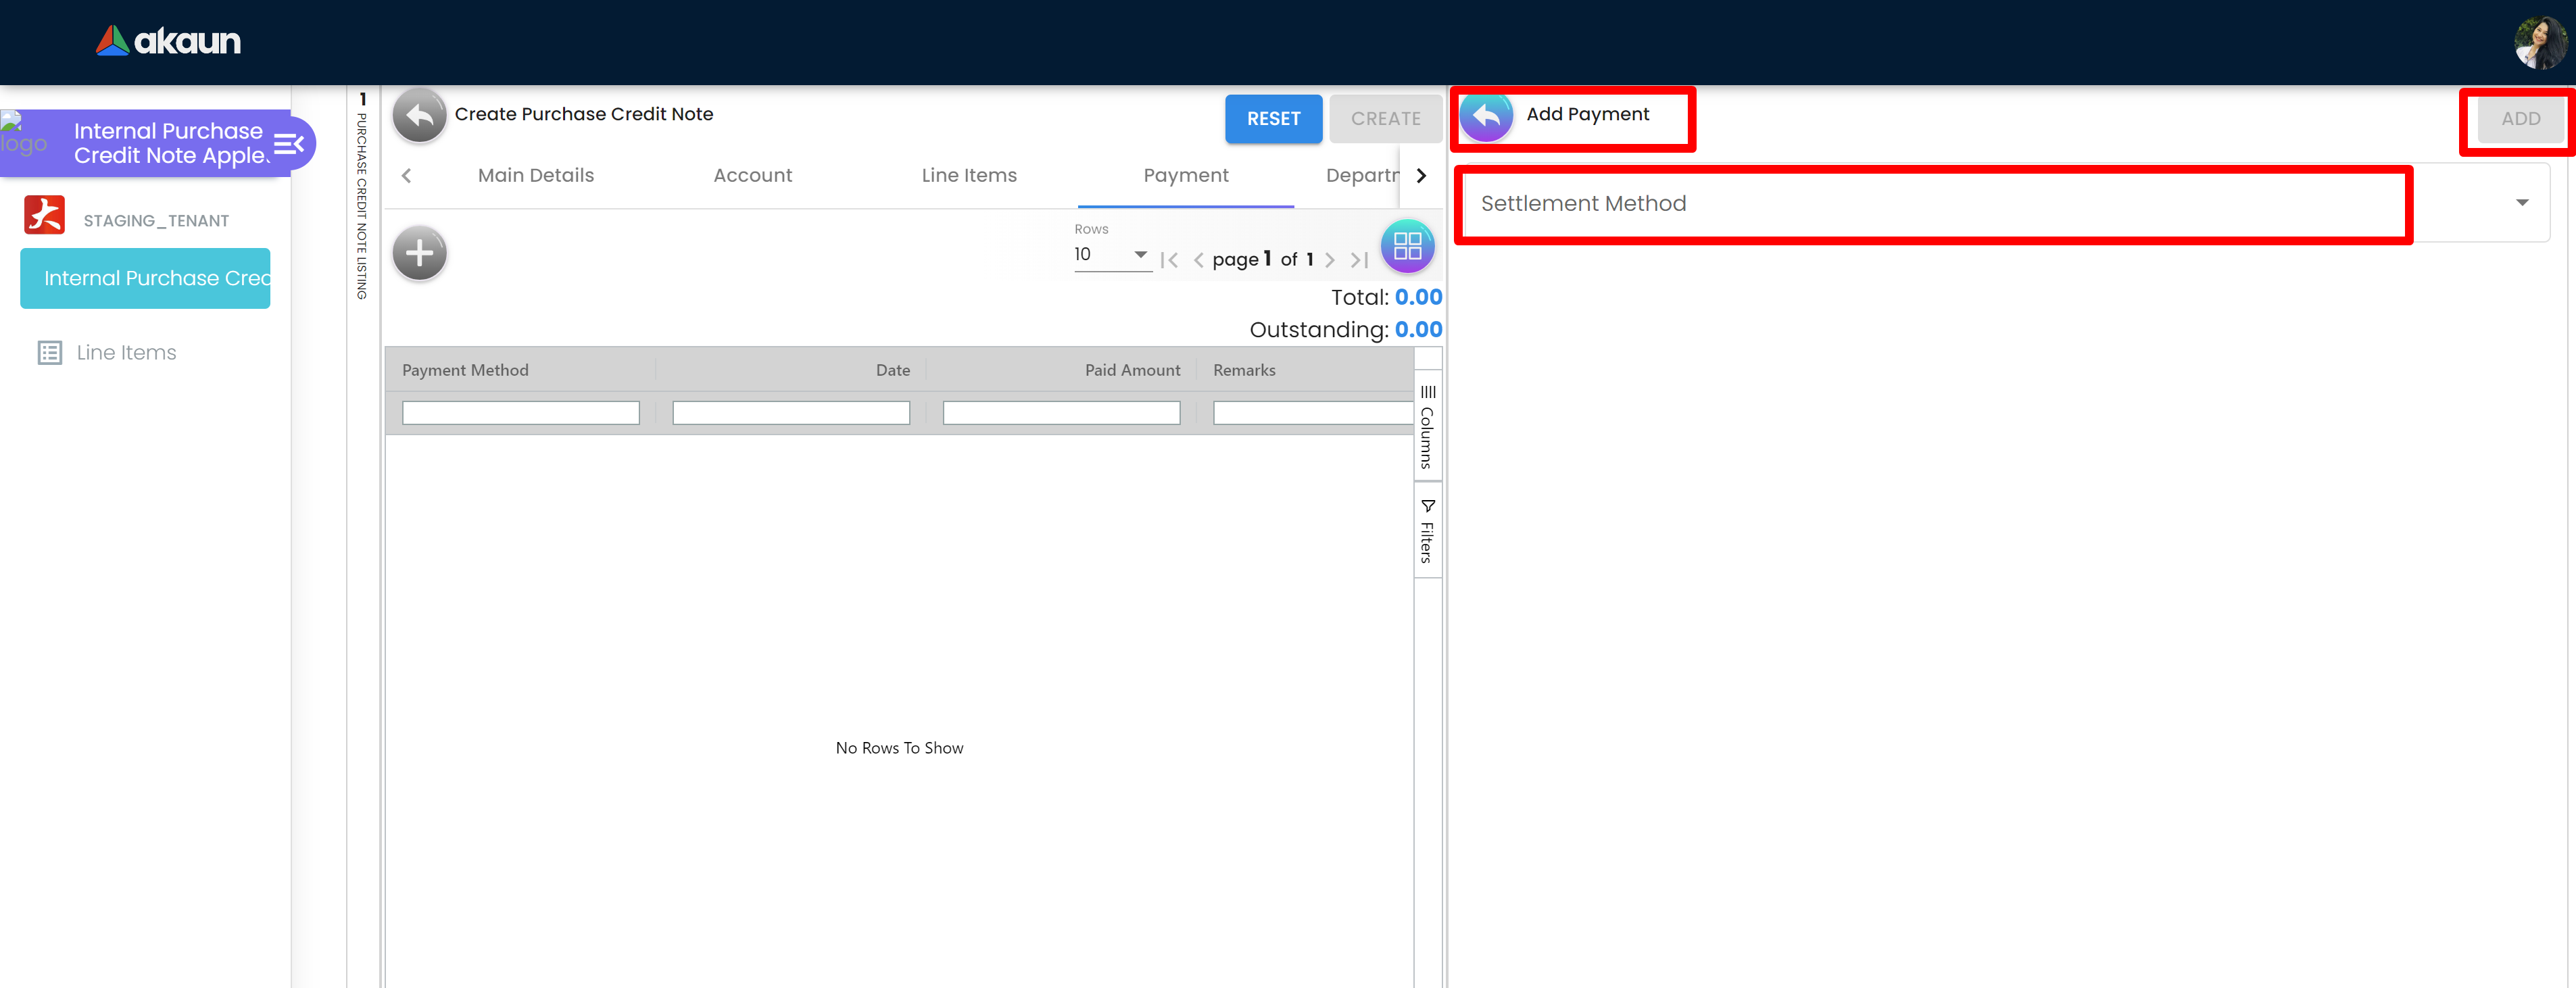 akaun
logo
Internal Purchase
Credit Note Apple
STAGING_TENANT
Internal Purchase Cred
Line Items
1 PURCHASE CREDIT NOTE LISTING
Create Purchase Credit Note
RESET
CREATE
Main Details
Account
Line Items
Payment
Departm
Rows
10
page 1 of 1
Total: 0.00
Outstanding: 0.00
Payment Method
Date
Paid Amount
Remarks
Columns
Filters
No Rows To Show
Add Payment
ADD
Settlement Method